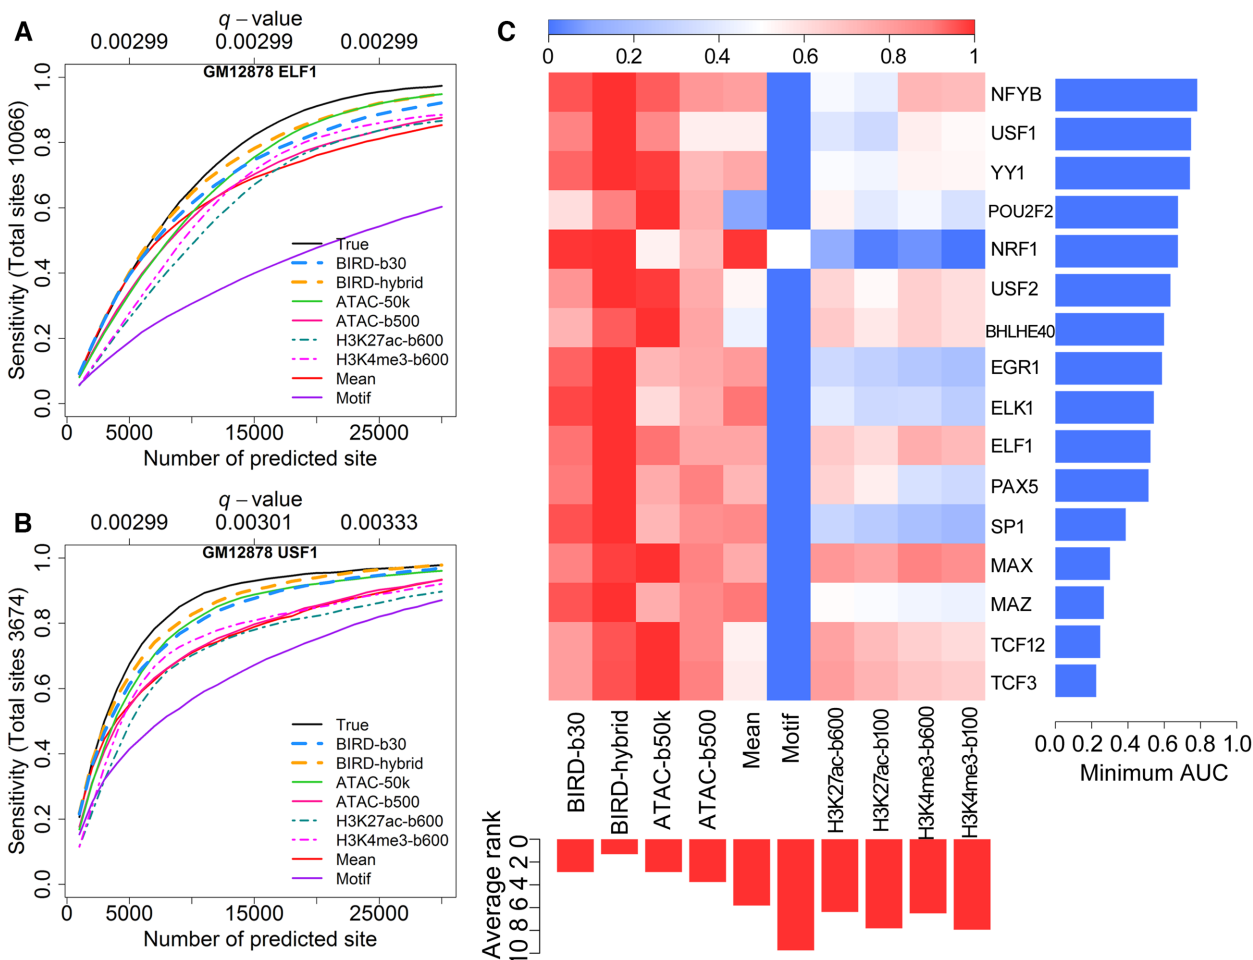 A
q – value
0.00299 0.00299 0.00299
GM12878 ELF1
Sensitivity (Total sites 10066)
1.0
0.8
0.6
0.4
0.2
0.0
True
BIRD-b30
BIRD-hybrid
ATAC-50k
ATAC-b500
H3K27ac-b600
H3K4me3-b600
Mean
Motif
0 5000 15000 25000
Number of predicted site
B
q – value
0.00299 0.00301 0.00333
GM12878 USF1
Sensitivity (Total sites 3674)
1.0
0.8
0.6
0.4
0.2
0.0
True
BIRD-b30
BIRD-hybrid
ATAC-50k
ATAC-b500
H3K27ac-b600
H3K4me3-b600
Mean
Motif
0 5000 15000 25000
Number of predicted site
C
0 0.2 0.4 0.6 0.8 1
NFYB
USF1
YY1
POU2F2
NRF1
USF2
BHLHE40
EGR1
ELK1
ELF1
PAX5
SP1
MAX
MAZ
TCF12
TCF3
BIRD-b30
BIRD-hybrid
ATAC-b50k
ATAC-b500
Mean
Motif
H3K27ac-b600
H3K27ac-b100
H3K4me3-b600
H3K4me3-b100
0.0 0.2 0.4 0.6 0.8 1.0
Minimum AUC
Average rank
0
2
4
6
8
10